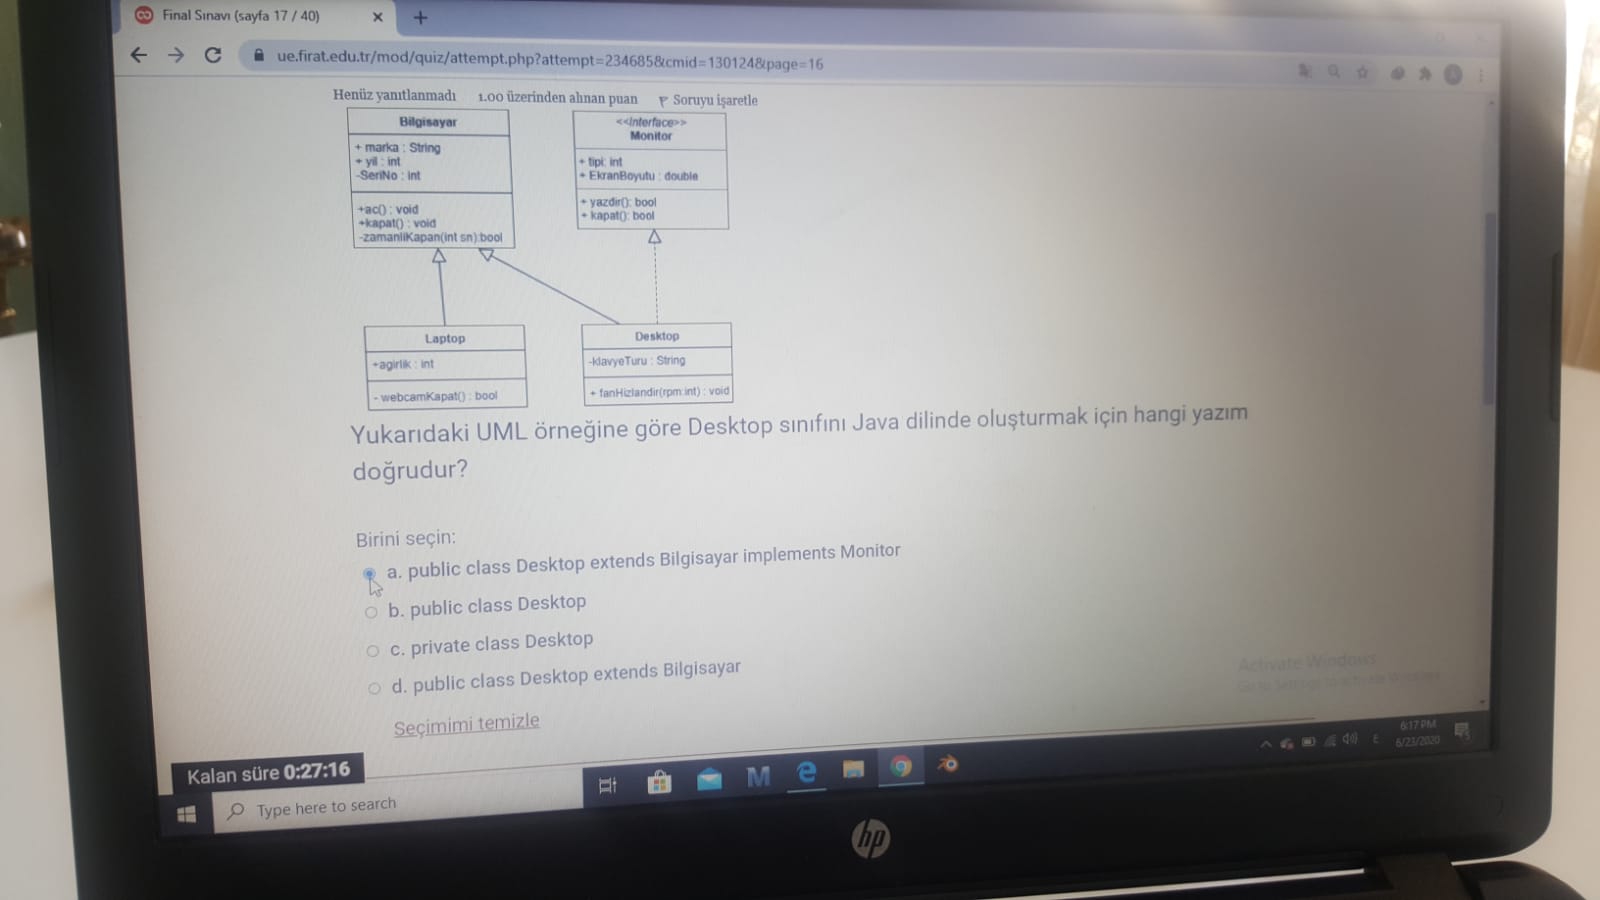 Final Sınavı (sayfa 17 / 40)
ue.firat.edu.tr/mod/quiz/attempt.php?attempt=234685&cmid=130124&page=16
Henüz yanıtlanmadı 1.00 üzerinden alınan puan Soruyu işaretle
Bilgisayar
+ marka : String
+ yil : int
-SeriNo : int
+ac() : void
+kapat() : void
-zamanliKapan(int sn):bool
<<Interface>>
Monitor
+ tipi: int
+ EkranBoyutu : double
+ yazdir(): bool
+ kapat(): bool
Laptop
+agirlik : int
- webcamKapat() : bool
Desktop
-klavyeTuru : String
+ fanHizlandir(rpm:int) : void
Yukarıdaki UML örneğine göre Desktop sınıfını Java dilinde oluşturmak için hangi yazım
doğrudur?
Birini seçin:
a. public class Desktop extends Bilgisayar implements Monitor
b. public class Desktop
c. private class Desktop
d. public class Desktop extends Bilgisayar
Seçimimi temizle
Activate Windows
Go to Settings to activate Windows.
Kalan süre 0:27:16
Type here to search
6:17 PM
6/23/2020
hp